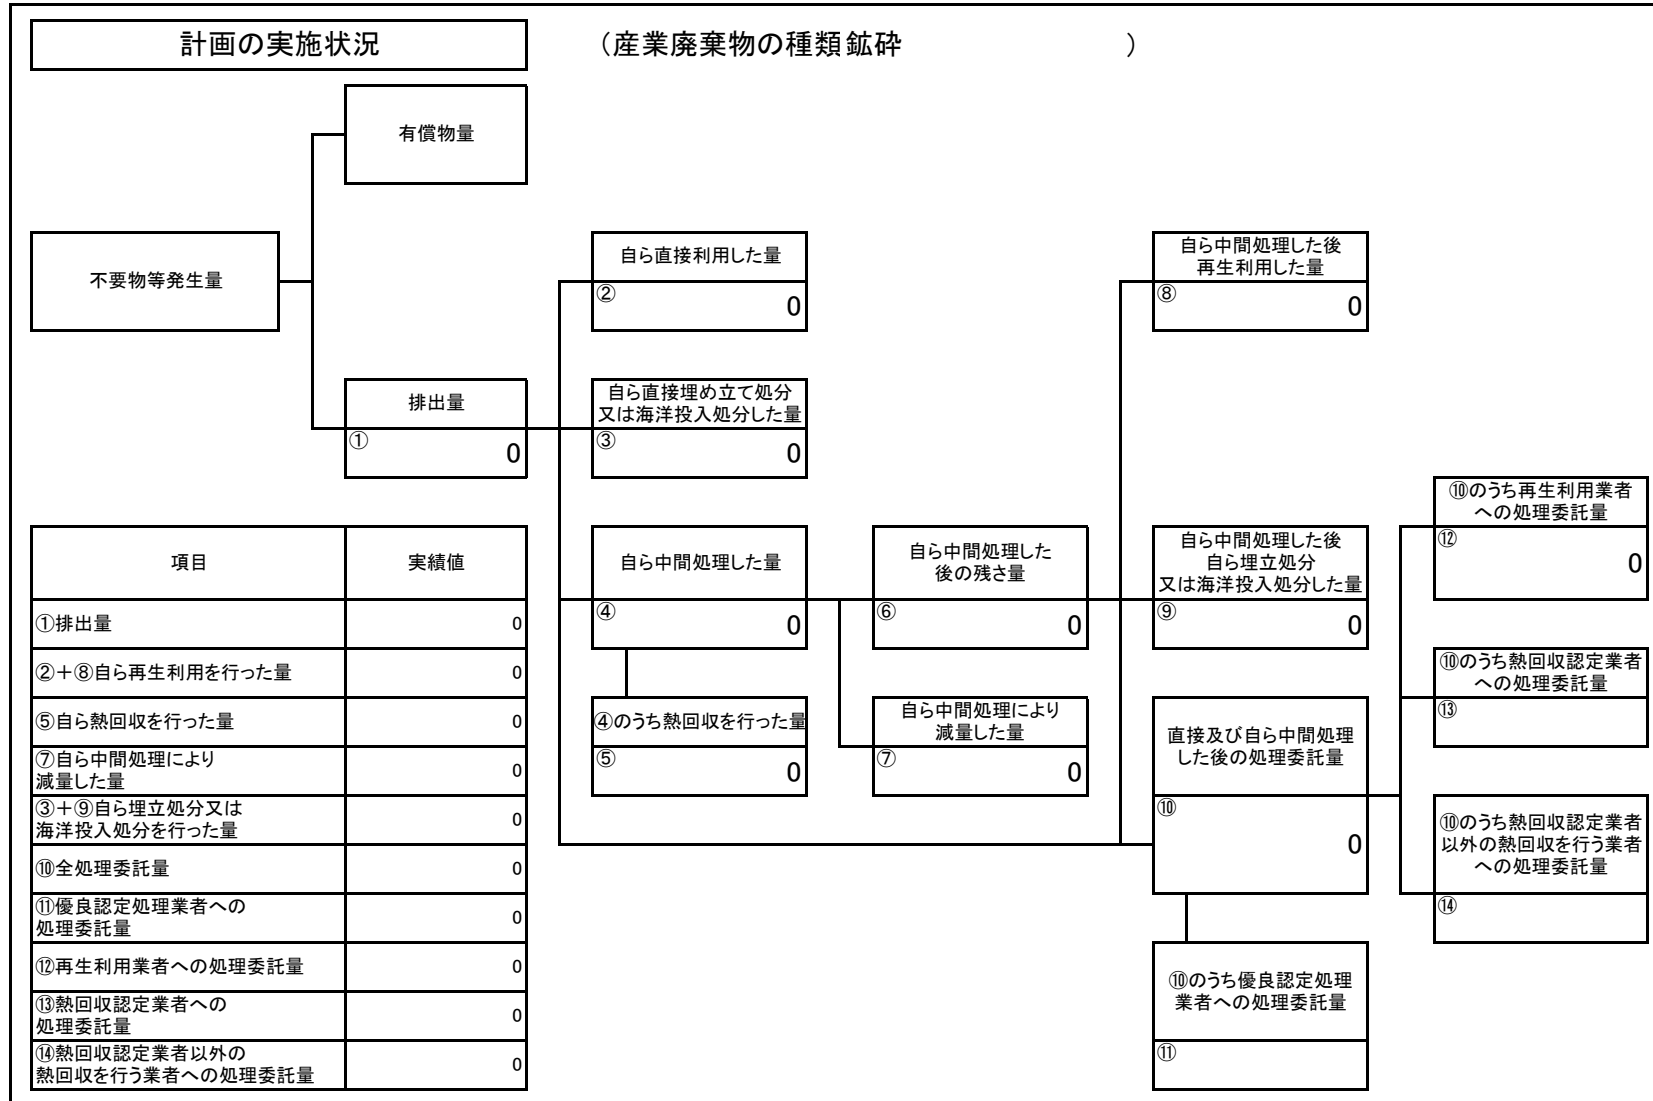 計画の実施状況
（産業廃棄物の種類 鉱砕　　　　　　　　）
有償物量
不要物等発生量
自ら直接利用した量
②
0
自ら中間処理した後
再生利用した量
⑧
0
排出量
①
0
自ら直接埋め立て処分
又は海洋投入処分した量
③
0
自ら中間処理した量
④
0
自ら中間処理した
後の残さ量
⑥
0
自ら中間処理した後
自ら埋立処分
又は海洋投入処分した量
⑨
0
⑩のうち再生利用業者
への処理委託量
⑫
0
④のうち熱回収を行った量
⑤
0
自ら中間処理により
減量した量
⑦
0
直接及び自ら中間処理
した後の処理委託量
⑩
0
⑩のうち熱回収認定業者
への処理委託量
⑬
⑩のうち熱回収認定業者
以外の熱回収を行う業者
への処理委託量
⑭
⑩のうち優良認定処理
業者への処理委託量
⑪
項目 実績値
①排出量 0
②＋⑧自ら再生利用を行った量 0
⑤自ら熱回収を行った量 0
⑦自ら中間処理により
減量した量 0
③＋⑨自ら埋立処分又は
海洋投入処分を行った量 0
⑩全処理委託量 0
⑪優良認定処理業者への
処理委託量 0
⑫再生利用業者への処理委託量 0
⑬熱回収認定業者への
処理委託量 0
⑭熱回収認定業者以外の
熱回収を行う業者への処理委託量 0